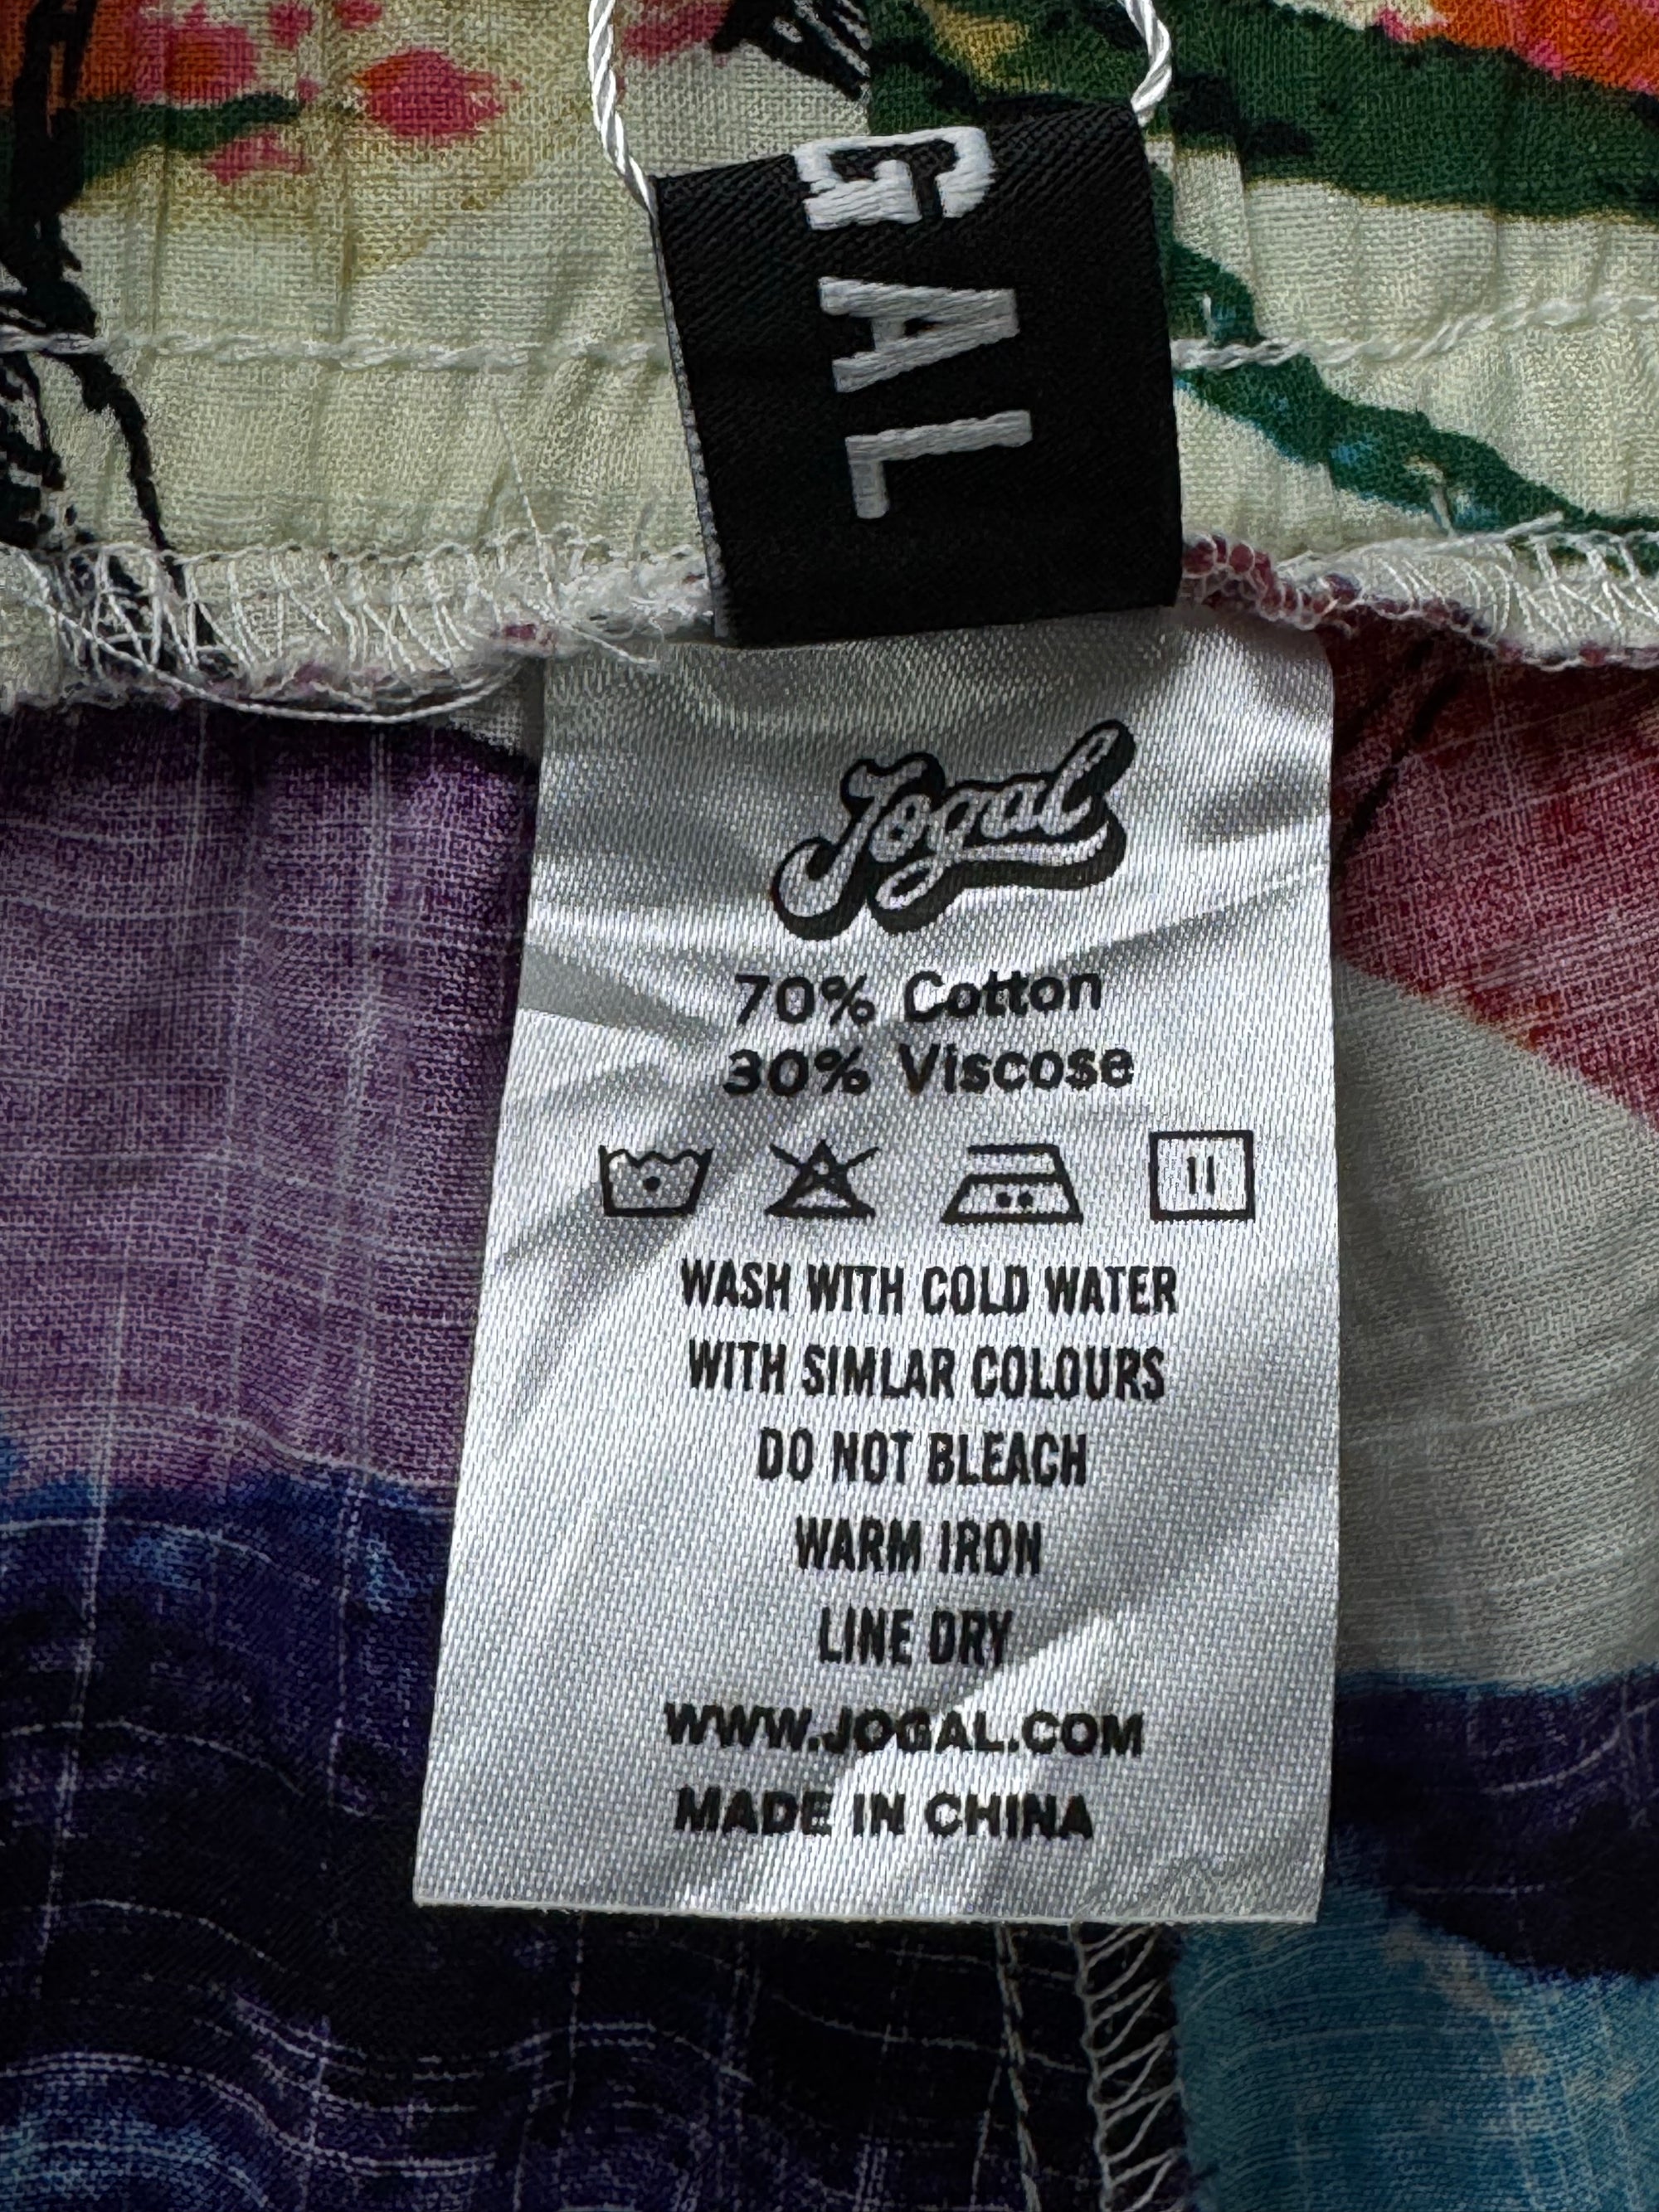 GAL
Jogal
70% Cotton
30% Viscose
WASH WITH COLD WATER
WITH SIMLAR COLOURS
DO NOT BLEACH
WARM IRON
LINE DRY
WWW.JOGAL.COM
MADE IN CHINA